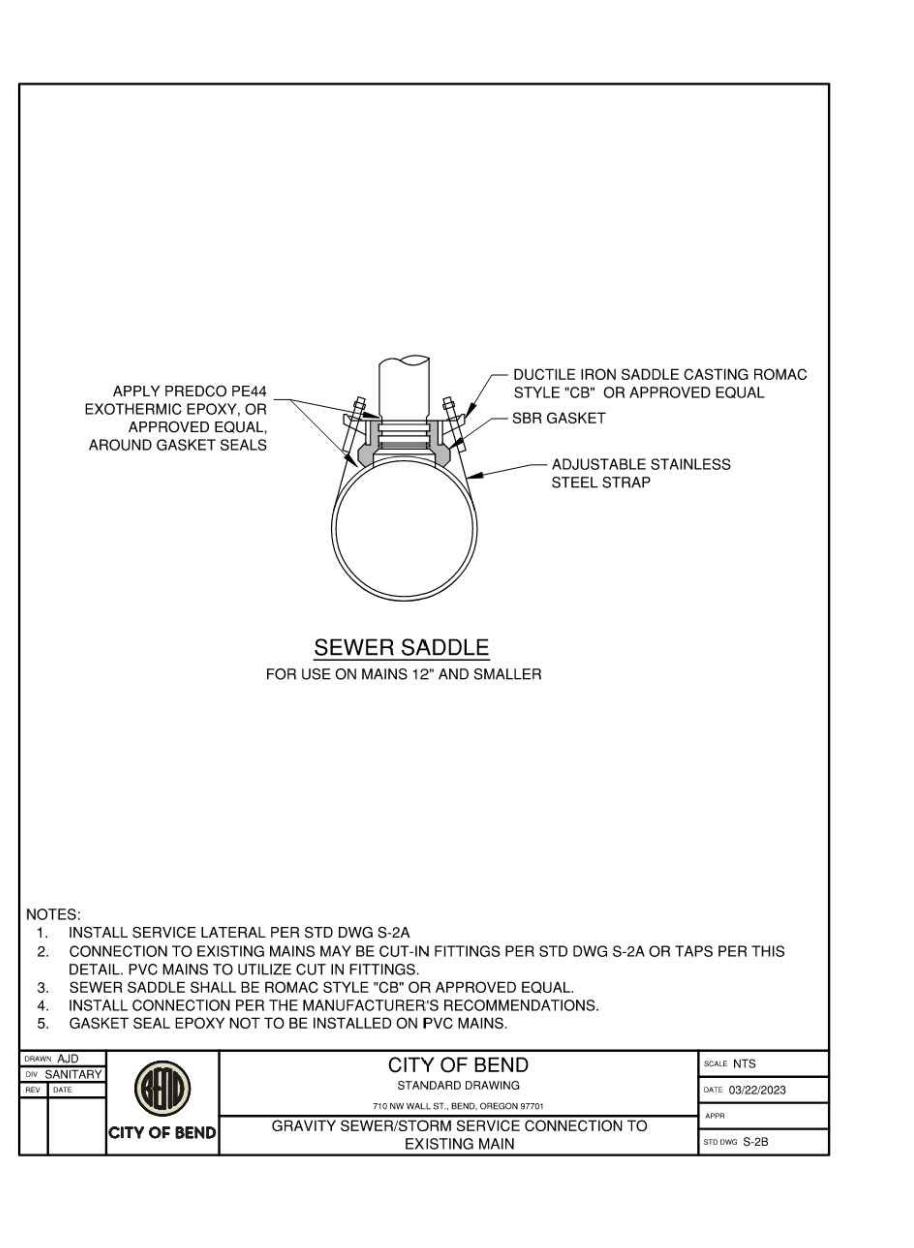 APPLY PREDCO PE44
EXOTHERMIC EPOXY, OR
APPROVED EQUAL,
AROUND GASKET SEALS
DUCTILE IRON SADDLE CASTING ROMAC
STYLE "CB" OR APPROVED EQUAL
SBR GASKET
ADJUSTABLE STAINLESS
STEEL STRAP
SEWER SADDLE
FOR USE ON MAINS 12" AND SMALLER
NOTES:
1. INSTALL SERVICE LATERAL PER STD DWG S-2A
2. CONNECTION TO EXISTING MAINS MAY BE CUT-IN FITTINGS PER STD DWG S-2A OR TAPS PER THIS
DETAIL. PVC MAINS TO UTILIZE CUT IN FITTINGS.
3. SEWER SADDLE SHALL BE ROMAC STYLE "CB" OR APPROVED EQUAL.
4. INSTALL CONNECTION PER THE MANUFACTURER'S RECOMMENDATIONS.
5. GASKET SEAL EPOXY NOT TO BE INSTALLED ON PVC MAINS.
DRAWN AJD
DIV SANITARY
REV DATE
BEND
CITY OF BEND
CITY OF BEND
STANDARD DRAWING
710 NW WALL ST., BEND, OREGON 97701
GRAVITY SEWER/STORM SERVICE CONNECTION TO
EXISTING MAIN
SCALE NTS
DATE 03/22/2023
APPR
STD DWG S-2B